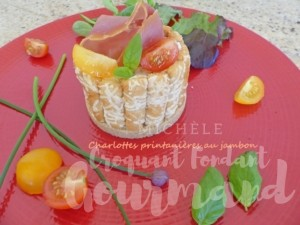 MICHÈLE
Charlottes printanières au jambon
Croquant Fondant
Gourmand